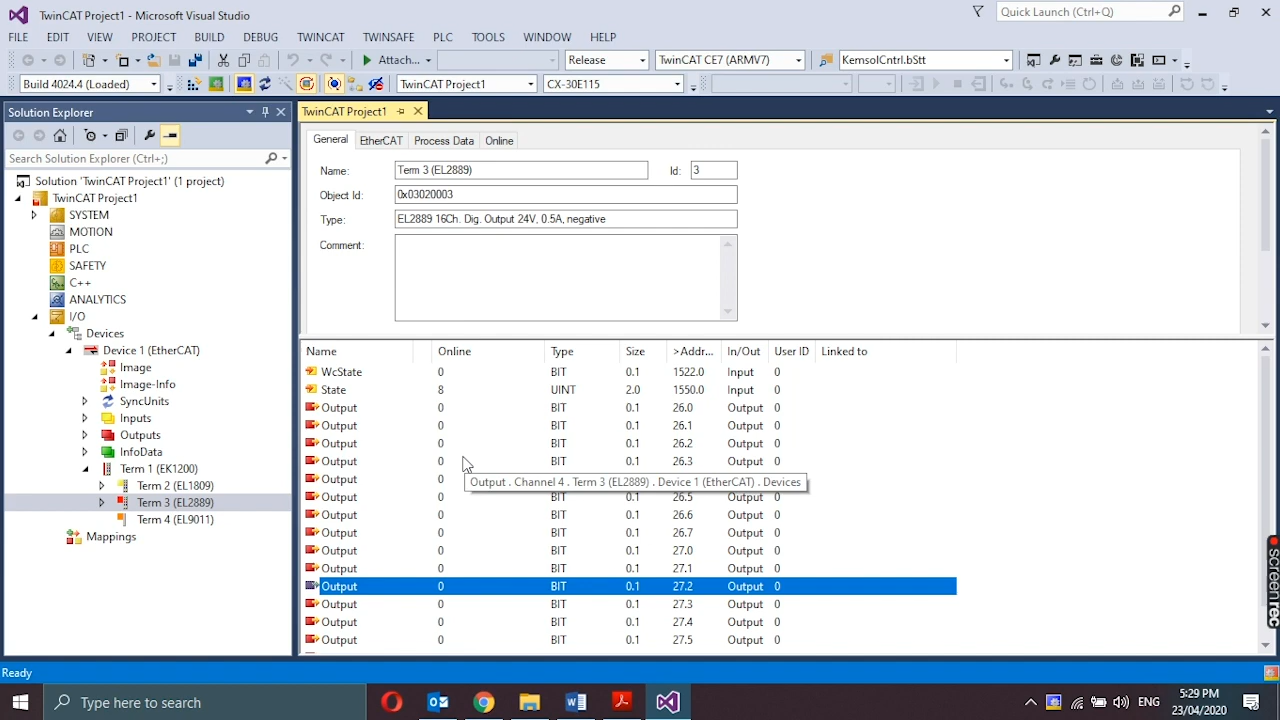 TwinCAT Project1 - Microsoft Visual Studio
Quick Launch (Ctrl+Q)
FILE EDIT VIEW PROJECT BUILD DEBUG TWINCAT TWINSAFE PLC TOOLS WINDOW HELP
Attach... Release TwinCAT CE7 (ARMV7) KemsolCntrl.bStt
Build 4024.4 (Loaded) TwinCAT Project1 CX-30E115
Solution Explorer
Search Solution Explorer (Ctrl+;)
Solution 'TwinCAT Project1' (1 project)
TwinCAT Project1
SYSTEM
MOTION
PLC
SAFETY
C++
ANALYTICS
I/O
Devices
Device 1 (EtherCAT)
Image
Image-Info
SyncUnits
Inputs
Outputs
InfoData
Term 1 (EK1200)
Term 2 (EL1809)
Term 3 (EL2889)
Term 4 (EL9011)
Mappings
TwinCAT Project1
General EtherCAT Process Data Online
Name: Term 3 (EL2889) Id: 3
Object Id: 0x03020003
Type: EL2889 16Ch. Dig. Output 24V, 0.5A, negative
Comment:
Name Online Type Size >Addr... In/Out User ID Linked to
WcState 0 BIT 0.1 1522.0 Input 0
State 8 UINT 2.0 1550.0 Input 0
Output 0 BIT 0.1 26.0 Output 0
Output 0 BIT 0.1 26.1 Output 0
Output 0 BIT 0.1 26.2 Output 0
Output 0 BIT 0.1 26.3 Output 0
Output 0
Output . Channel 4 . Term 3 (EL2889) . Device 1 (EtherCAT) . Devices
Output 0 BIT 0.1 26.5 Output 0
Output 0 BIT 0.1 26.6 Output 0
Output 0 BIT 0.1 26.7 Output 0
Output 0 BIT 0.1 27.0 Output 0
Output 0 BIT 0.1 27.1 Output 0
Output 0 BIT 0.1 27.2 Output 0
Output 0 BIT 0.1 27.3 Output 0
Output 0 BIT 0.1 27.4 Output 0
Output 0 BIT 0.1 27.5 Output 0
screenrec
Ready
Type here to search
ENG
5:29 PM
23/04/2020